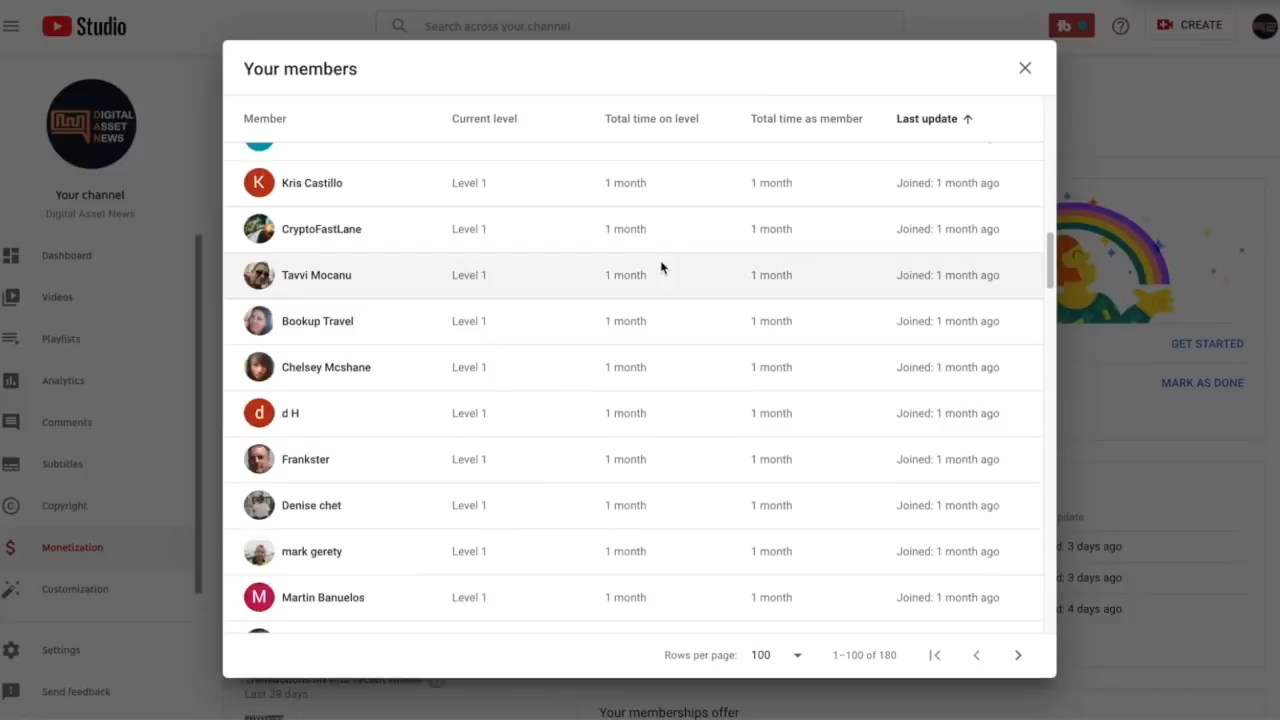 Studio
Search across your channel
CREATE
Your members
DIGITAL
ASSET
NEWS
Member
Current level
Total time on level
Total time as member
Last update
K
Kris Castillo
Level 1
1 month
1 month
Joined: 1 month ago
Your channel
Digital Asset News
CryptoFastLane
Level 1
1 month
1 month
Joined: 1 month ago
Dashboard
Tavvi Mocanu
Level 1
1 month
1 month
Joined: 1 month ago
Videos
Bookup Travel
Level 1
1 month
1 month
Joined: 1 month ago
Playlists
GET STARTED
Chelsey Mcshane
Level 1
1 month
1 month
Joined: 1 month ago
Analytics
MARK AS DONE
d
d H
Level 1
1 month
1 month
Joined: 1 month ago
Comments
Frankster
Level 1
1 month
1 month
Joined: 1 month ago
Subtitles
Denise chet
Level 1
1 month
1 month
Joined: 1 month ago
Copyright
mark gerety
Level 1
1 month
1 month
Joined: 1 month ago
Monetization
3 days ago
3 days ago
M
Martin Banuelos
Level 1
1 month
1 month
Joined: 1 month ago
Customization
4 days ago
Settings
Rows per page:
100
1–100 of 180
Send feedback
Last 28 days
Your memberships offer